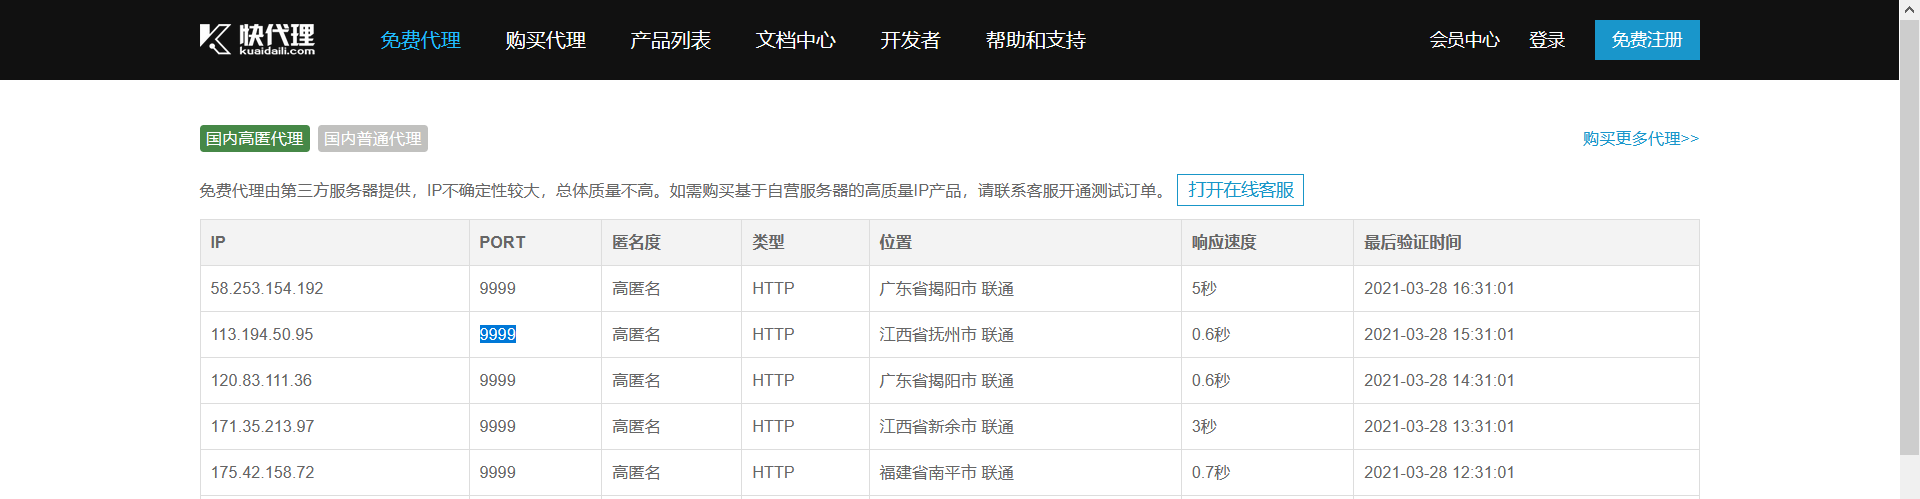 快代理
kuaidaili.com
免费代理 购买代理 产品列表 文档中心 开发者 帮助和支持 会员中心 登录 免费注册
国内高匿代理 国内普通代理 购买更多代理>>
免费代理由第三方服务器提供，IP不确定性较大，总体质量不高。如需购买基于自营服务器的高质量IP产品，请联系客服开通测试订单。 打开在线客服
IP PORT 匿名度 类型 位置 响应速度 最后验证时间
58.253.154.192 9999 高匿名 HTTP 广东省揭阳市 联通 5秒 2021-03-28 16:31:01
113.194.50.95 9999 高匿名 HTTP 江西省抚州市 联通 0.6秒 2021-03-28 15:31:01
120.83.111.36 9999 高匿名 HTTP 广东省揭阳市 联通 0.6秒 2021-03-28 14:31:01
171.35.213.97 9999 高匿名 HTTP 江西省新余市 联通 3秒 2021-03-28 13:31:01
175.42.158.72 9999 高匿名 HTTP 福建省南平市 联通 0.7秒 2021-03-28 12:31:01